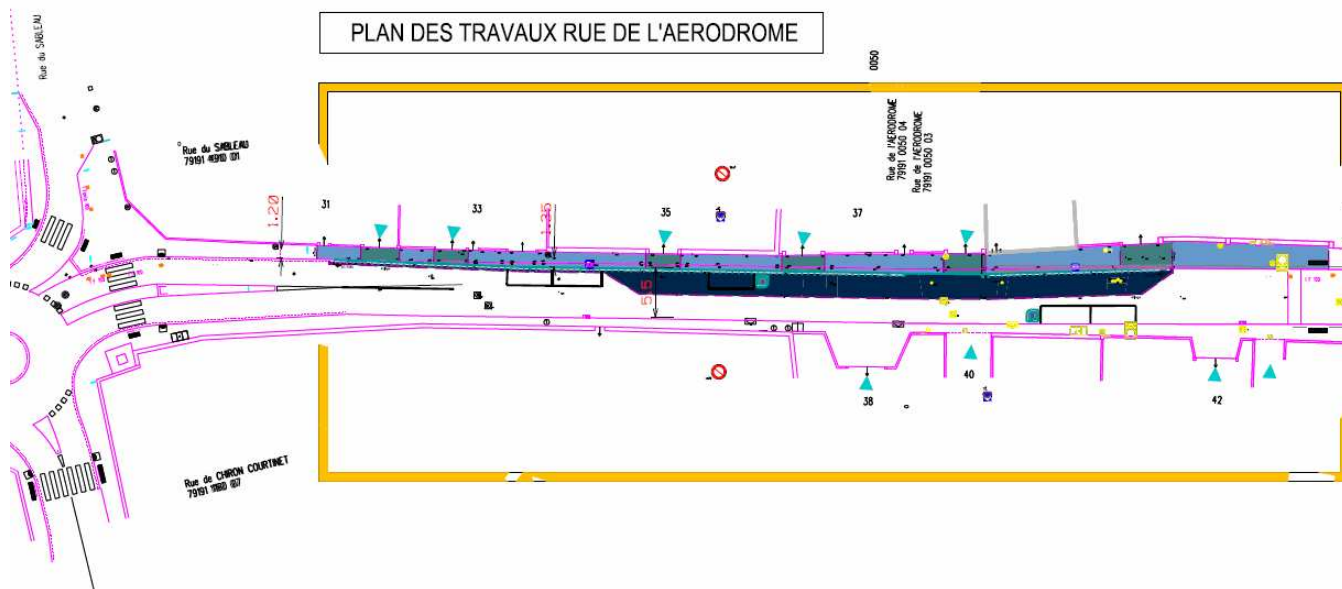 PLAN DES TRAVAUX RUE DE L'AERODROME
Rue du SABLEAU
0050
Rue du SABLEAU
Rue de l'AERODROME
79191 0050 04
Rue de l'AERODROME
79191 0050 03
1.20
31
33
1.35
35
37
38
40
42
Rue de CHIRON COURTINET